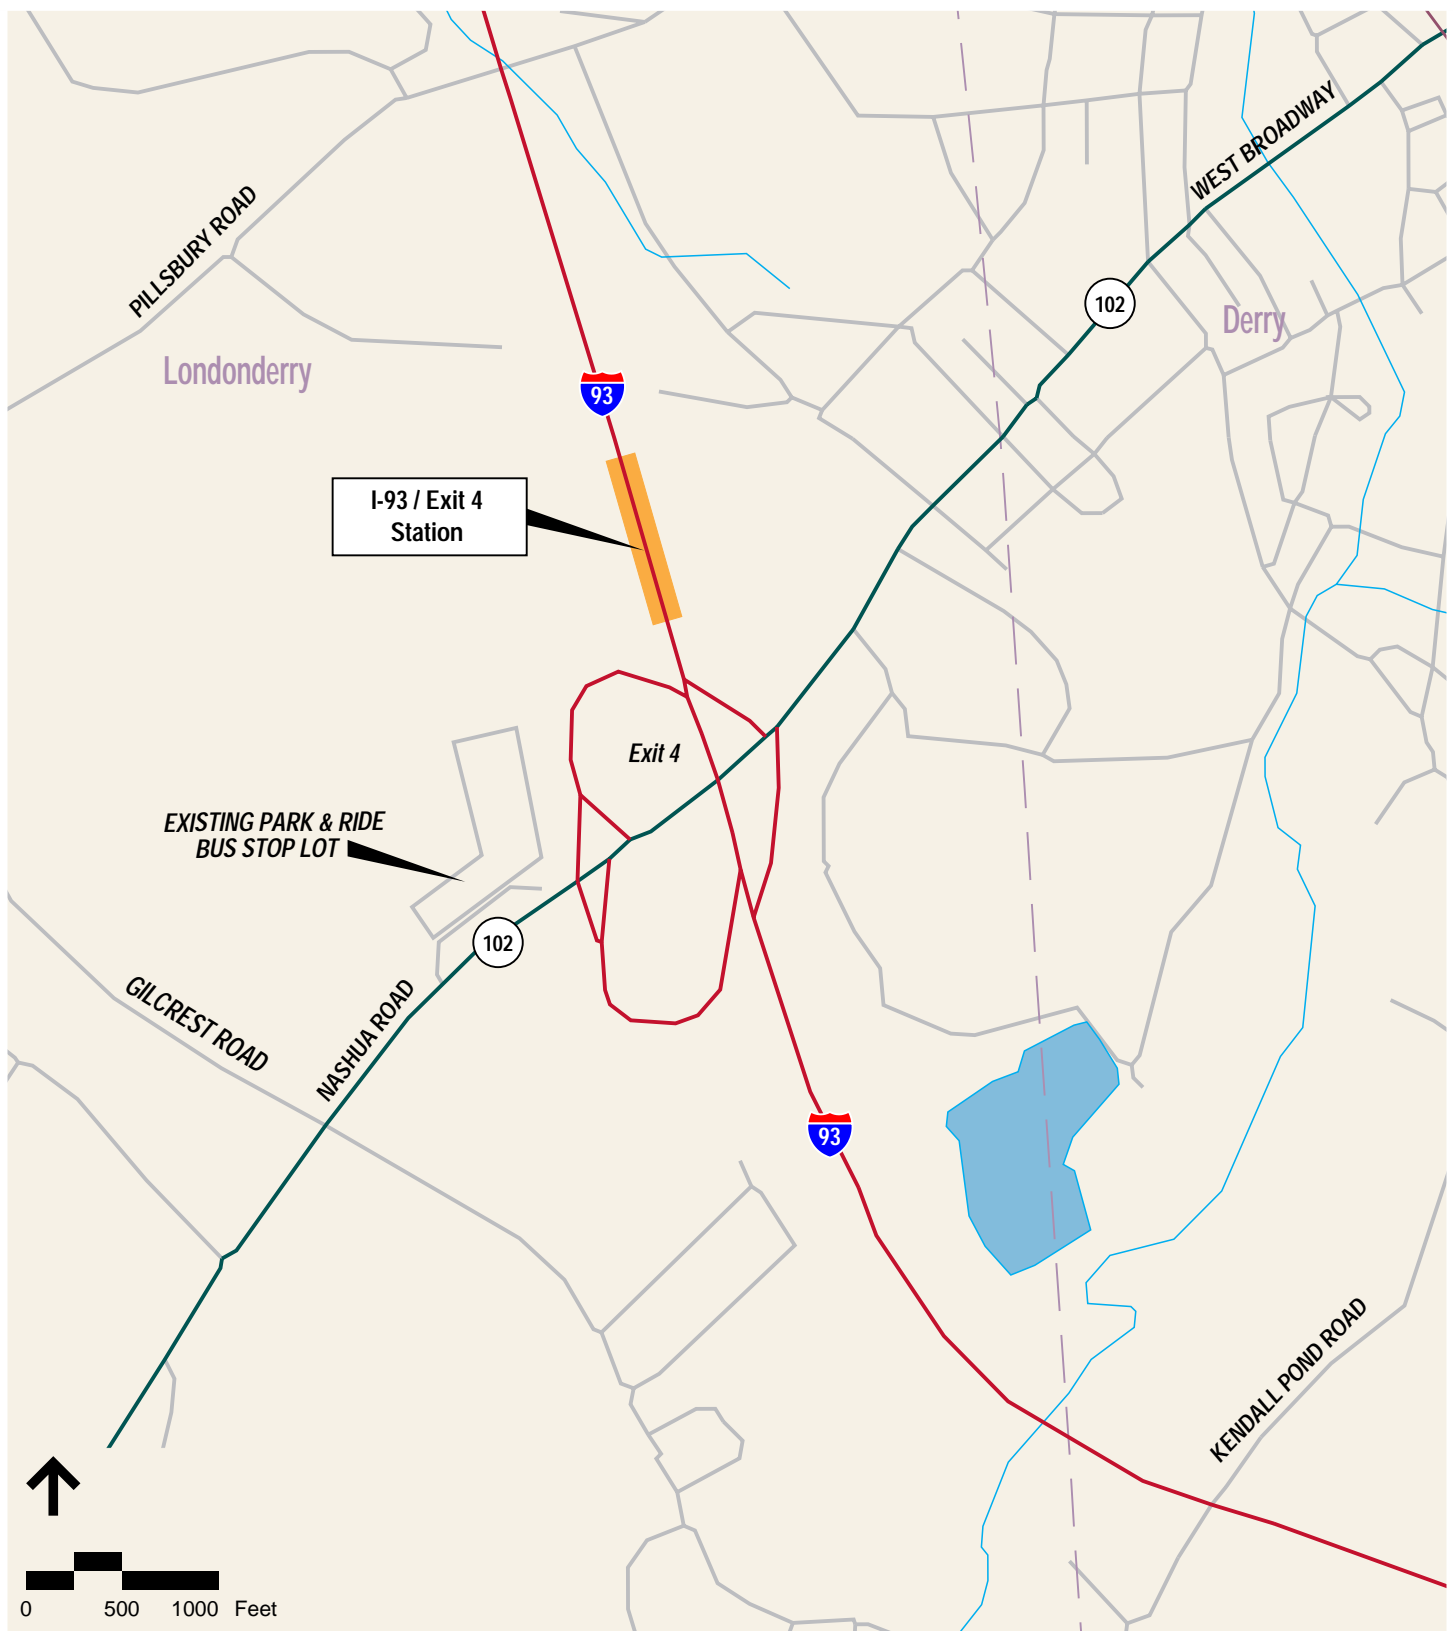 WEST BROADWAY
PILLSBURY ROAD
102
Derry
Londonderry
93
I-93 / Exit 4
Station
Exit 4
EXISTING PARK & RIDE
BUS STOP LOT
102
GILCREST ROAD
NASHUA ROAD
93
KENDALL POND ROAD
0 500 1000 Feet